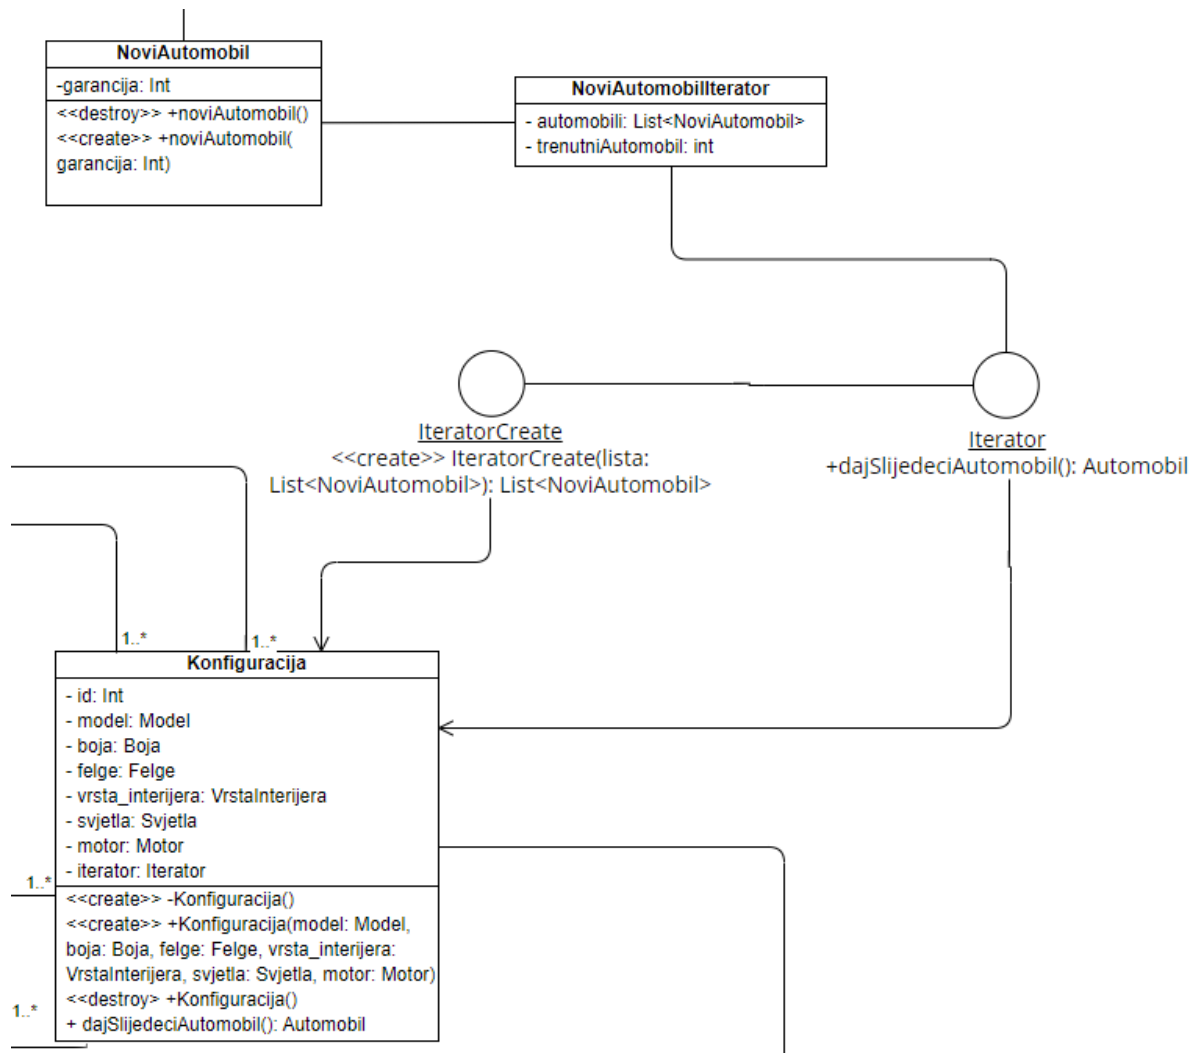 NoviAutomobil
-garancija: Int
<<destroy>> +noviAutomobil()
<<create>> +noviAutomobil(
garancija: Int)
NoviAutomobilIterator
- automobili: List<NoviAutomobil>
- trenutniAutomobil: int
IteratorCreate
<<create>> IteratorCreate(lista:
List<NoviAutomobil>): List<NoviAutomobil>
Iterator
+dajSlijedeciAutomobil(): Automobil
1..*
1..*
Konfiguracija
- id: Int
- model: Model
- boja: Boja
- felge: Felge
- vrsta_interijera: VrstaInterijera
- svjetla: Svjetla
- motor: Motor
- iterator: Iterator
1..*
<<create>> -Konfiguracija()
<<create>> +Konfiguracija(model: Model,
boja: Boja, felge: Felge, vrsta_interijera:
VrstaInterijera, svjetla: Svjetla, motor: Motor)
<<destroy> +Konfiguracija()
1..*
+ dajSlijedeciAutomobil(): Automobil